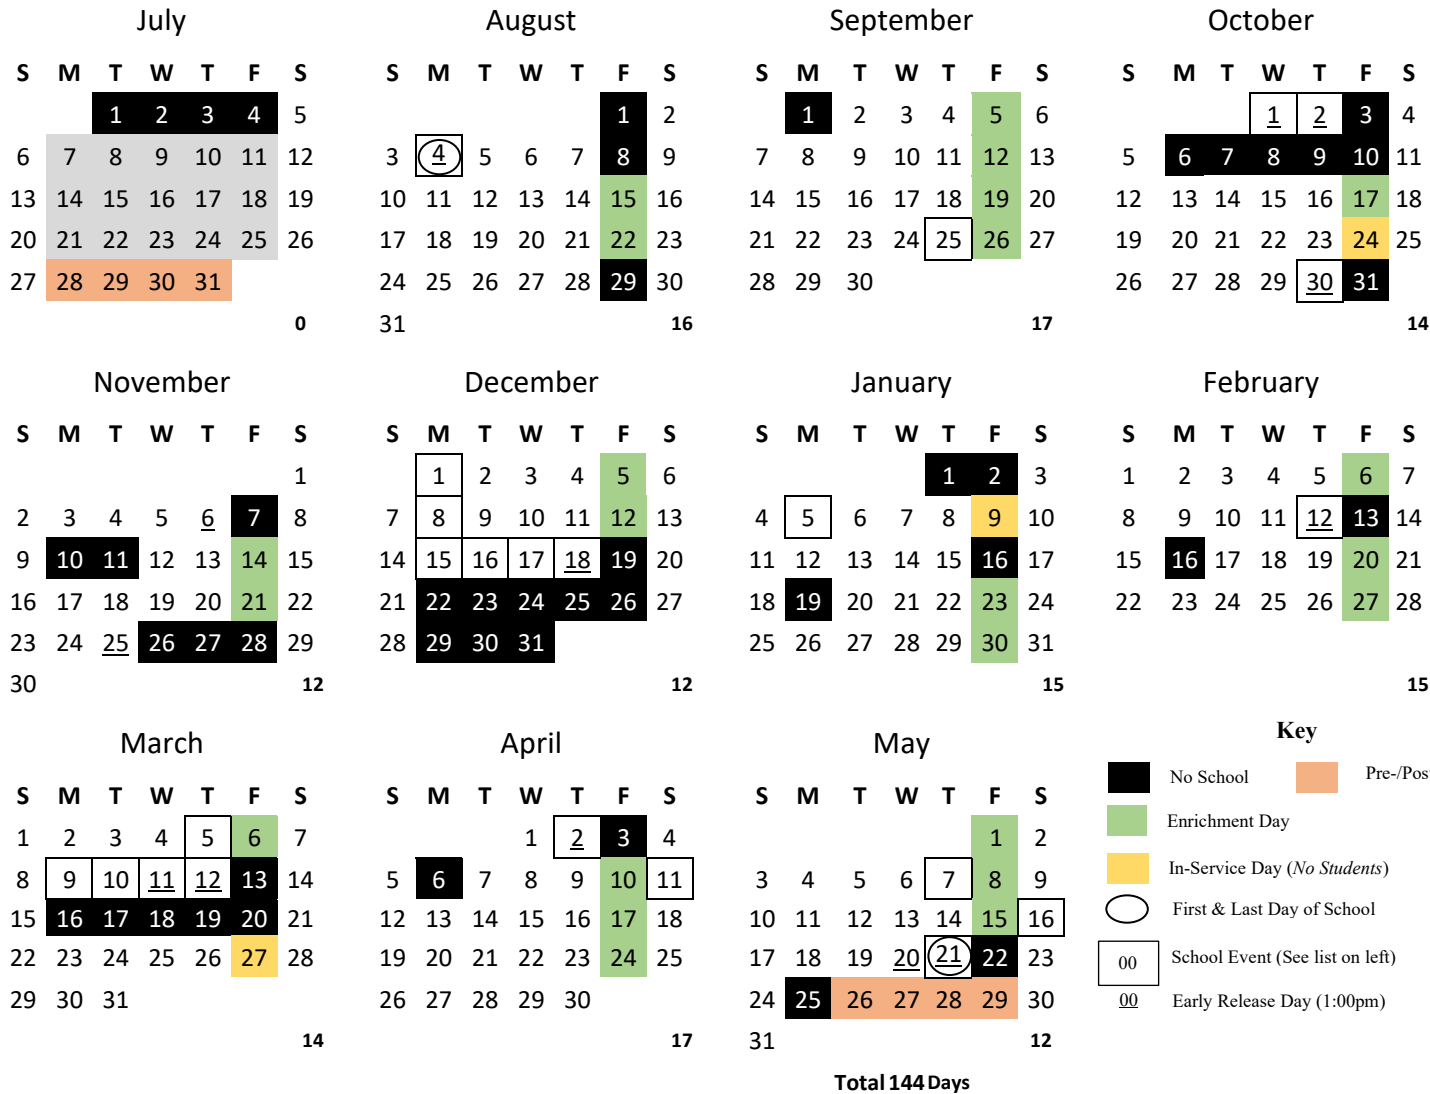 July August September October
S M T W T F S S M T W T F S S M T W T F S S M T W T F S
1 2 3 4 5 1 2 1 2 3 4 5 6 1 2 3 4
6 7 8 9 10 11 12 3 4 5 6 7 8 9 7 8 9 10 11 12 13 5 6 7 8 9 10 11
13 14 15 16 17 18 19 10 11 12 13 14 15 16 14 15 16 17 18 19 20 12 13 14 15 16 17 18
20 21 22 23 24 25 26 17 18 19 20 21 22 23 21 22 23 24 25 26 27 19 20 21 22 23 24 25
27 28 29 30 31 24 25 26 27 28 29 30 28 29 30 26 27 28 29 30 31
0 31 16 17 14
November December January February
S M T W T F S S M T W T F S S M T W T F S S M T W T F S
1 1 2 3 4 5 6 1 2 3 1 2 3 4 5 6 7
2 3 4 5 6 7 8 7 8 9 10 11 12 13 4 5 6 7 8 9 10 8 9 10 11 12 13 14
9 10 11 12 13 14 15 14 15 16 17 18 19 20 11 12 13 14 15 16 17 15 16 17 18 19 20 21
16 17 18 19 20 21 22 21 22 23 24 25 26 27 18 19 20 21 22 23 24 22 23 24 25 26 27 28
23 24 25 26 27 28 29 28 29 30 31 25 26 27 28 29 30 31
30 12 12 15 15
March April May Key
S M T W T F S S M T W T F S S M T W T F S No School Pre-/Pos
1 2 3 4 5 6 7 1 2 3 4 1 2 Enrichment Day
8 9 10 11 12 13 14 5 6 7 8 9 10 11 3 4 5 6 7 8 9 In-Service Day (No Students)
15 16 17 18 19 20 21 12 13 14 15 16 17 18 10 11 12 13 14 15 16 First & Last Day of School
22 23 24 25 26 27 28 19 20 21 22 23 24 25 17 18 19 20 21 22 23 00 School Event (See list on left)
29 30 31 26 27 28 29 30 24 25 26 27 28 29 30 00 Early Release Day (1:00pm)
14 17 31 12
Total 144 Days